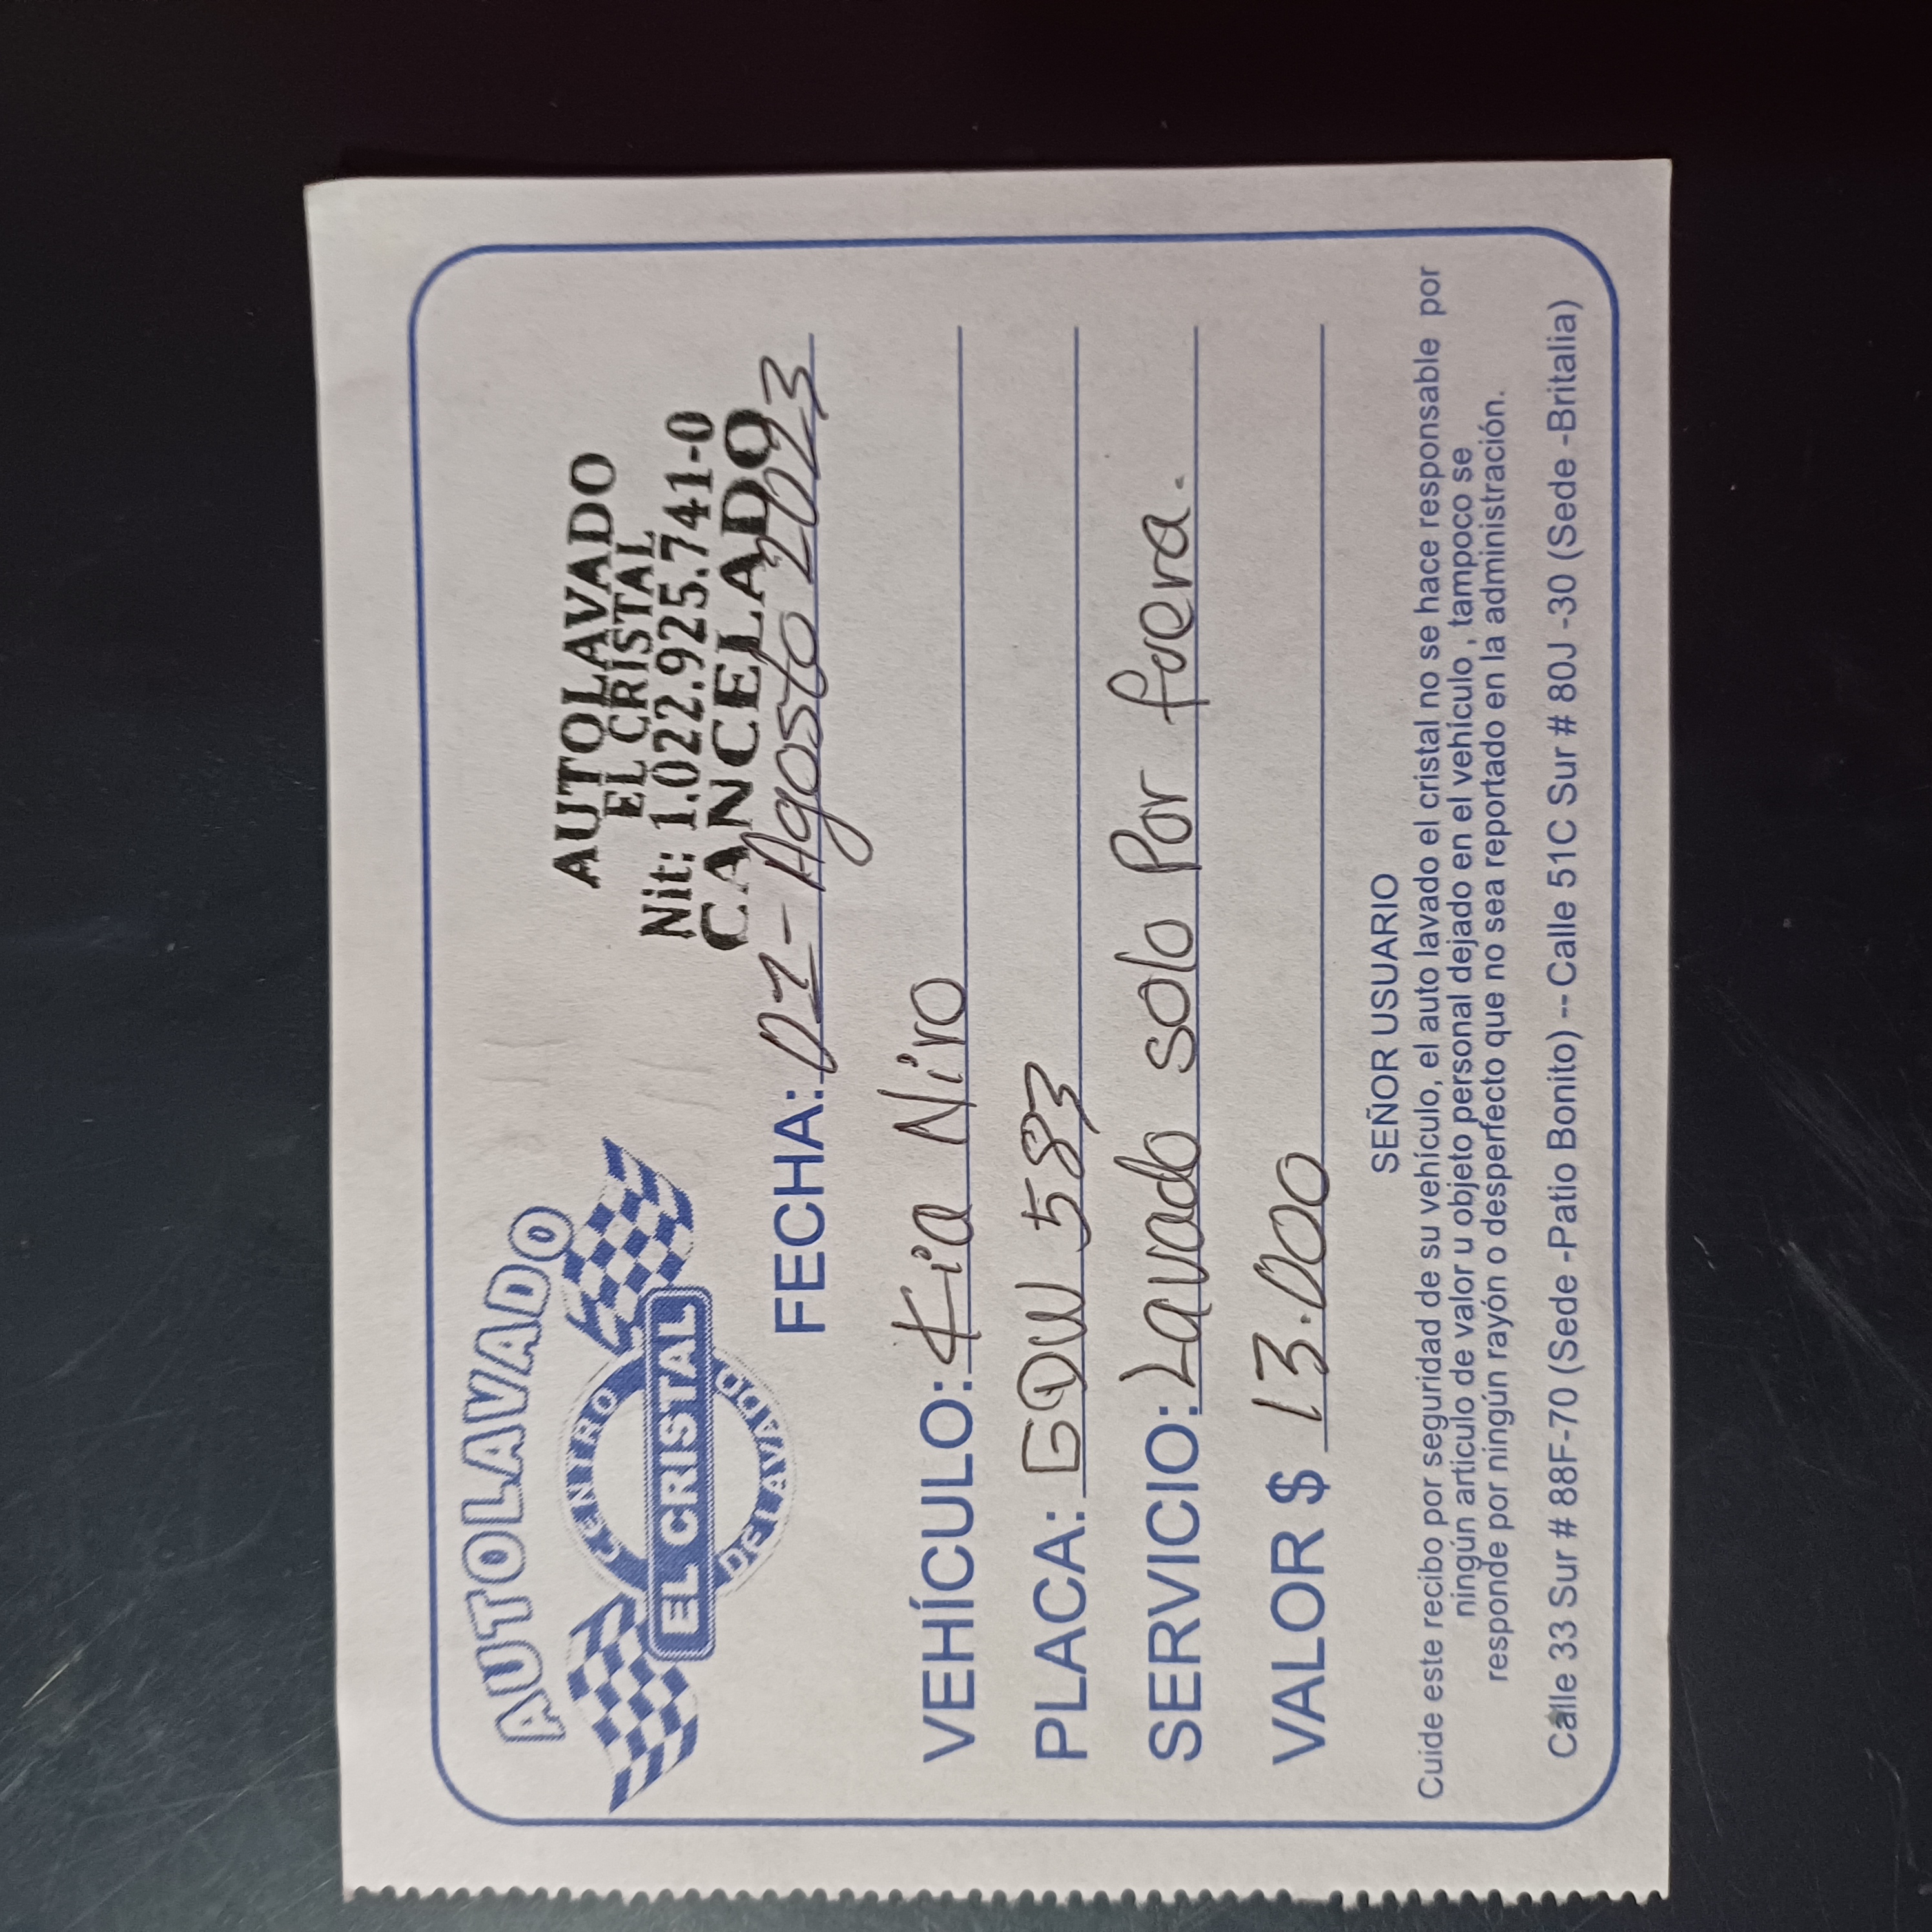 AUTOLAVADO
CENTRO
EL CRISTAL
DE LAVADO
AUTOLAVADO
EL CRISTAL
Nit: 1.022.925.741-0
CANCELADO
FECHA: 01-Agosto 2023
VEHÍCULO: Kia Niro
PLACA: GQW 583
SERVICIO: Lavado solo Por fuera.
VALOR $ 13.000
SEÑOR USUARIO
Cuide este recibo por seguridad de su vehículo, el auto lavado el cristal no se hace responsable por
ningún articulo de valor u objeto personal dejado en el vehículo , tampoco se
responde por ningún rayón o desperfecto que no sea reportado en la administración.
Calle 33 Sur # 88F-70 (Sede -Patio Bonito) -- Calle 51C Sur # 80J -30 (Sede -Britalia)